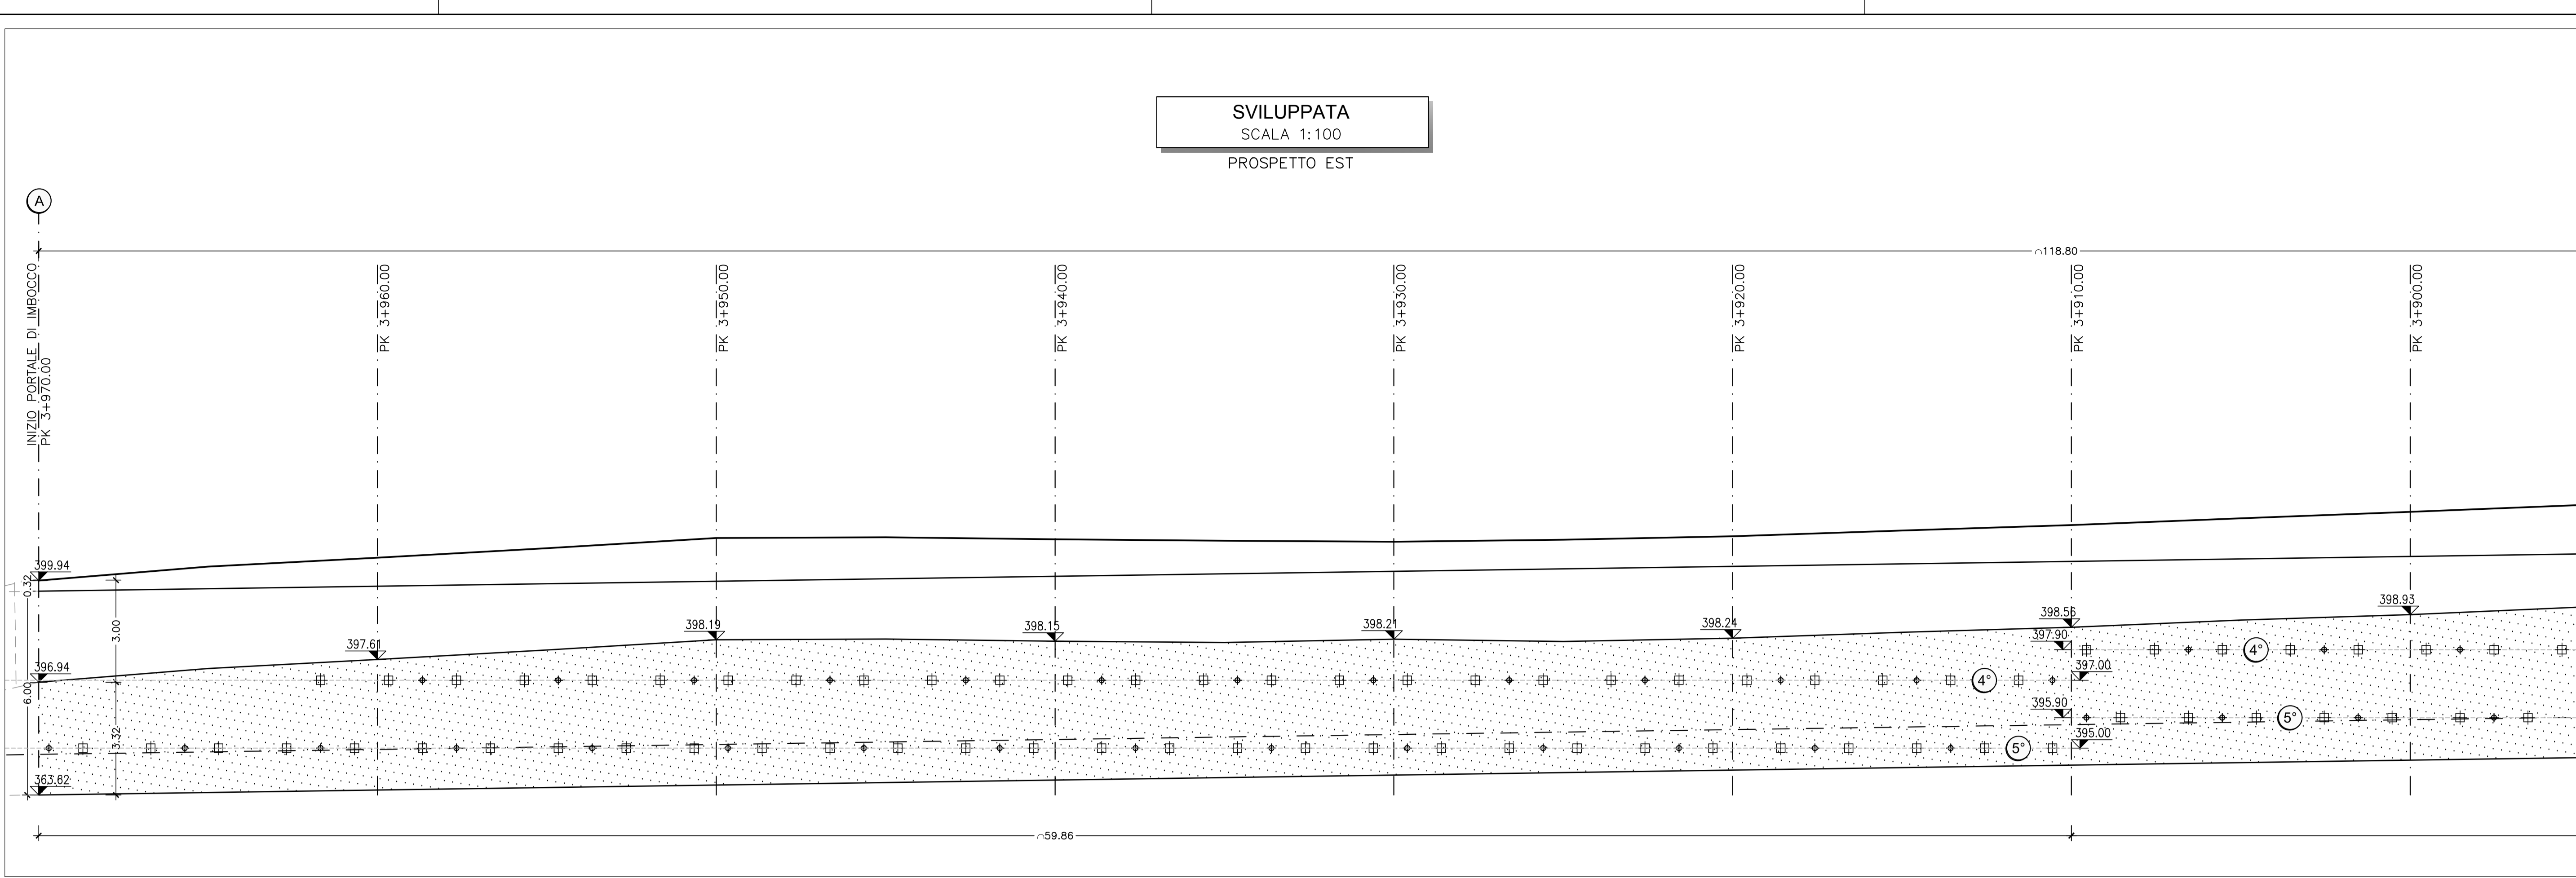 SVILUPPATA
SCALA 1:100
PROSPETTO EST
A
∩118.80
INIZIO PORTALE DI IMBOCCO
PK 3+970.00
PK 3+960.00
PK 3+950.00
PK 3+940.00
PK 3+930.00
PK 3+920.00
PK 3+910.00
PK 3+900.00
399.94
0.32
3.00
396.94
6.00
3.32
363.62
397.61
398.19
398.15
398.21
398.24
398.56
397.90
398.93
4°
397.00
4°
395.90
5°
395.00
5°
∩59.86